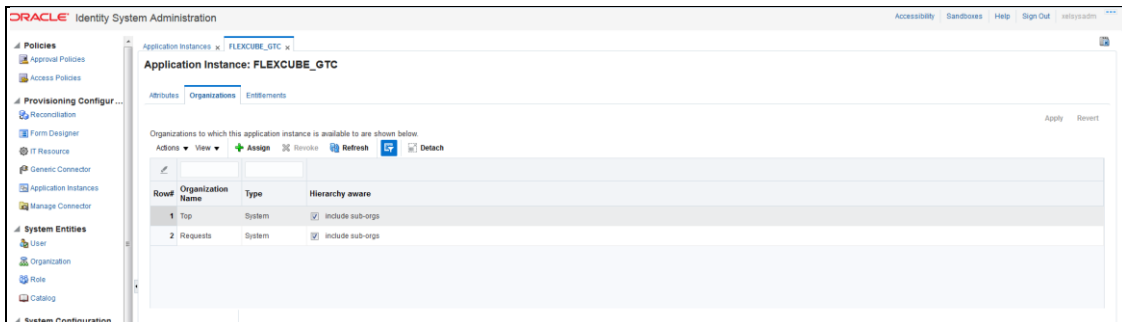 ORACLE Identity System Administration
Accessibility Sandboxes Help Sign Out xelsysadm
Policies
Approval Policies
Access Policies
Provisioning Configur ...
Reconciliation
Form Designer
IT Resource
Generic Connector
Application Instances
Manage Connector
System Entities
User
Organization
Role
Catalog
System Configuration
Application Instances x FLEXCUBE_GTC x
Application Instance: FLEXCUBE_GTC
Attributes Organizations Entitlements
Apply Revert
Organizations to which this application instance is available to are shown below.
Actions View Assign Revoke Refresh Detach
Row# Organization Name Type Hierarchy aware
1 Top System include sub-orgs
2 Requests System include sub-orgs